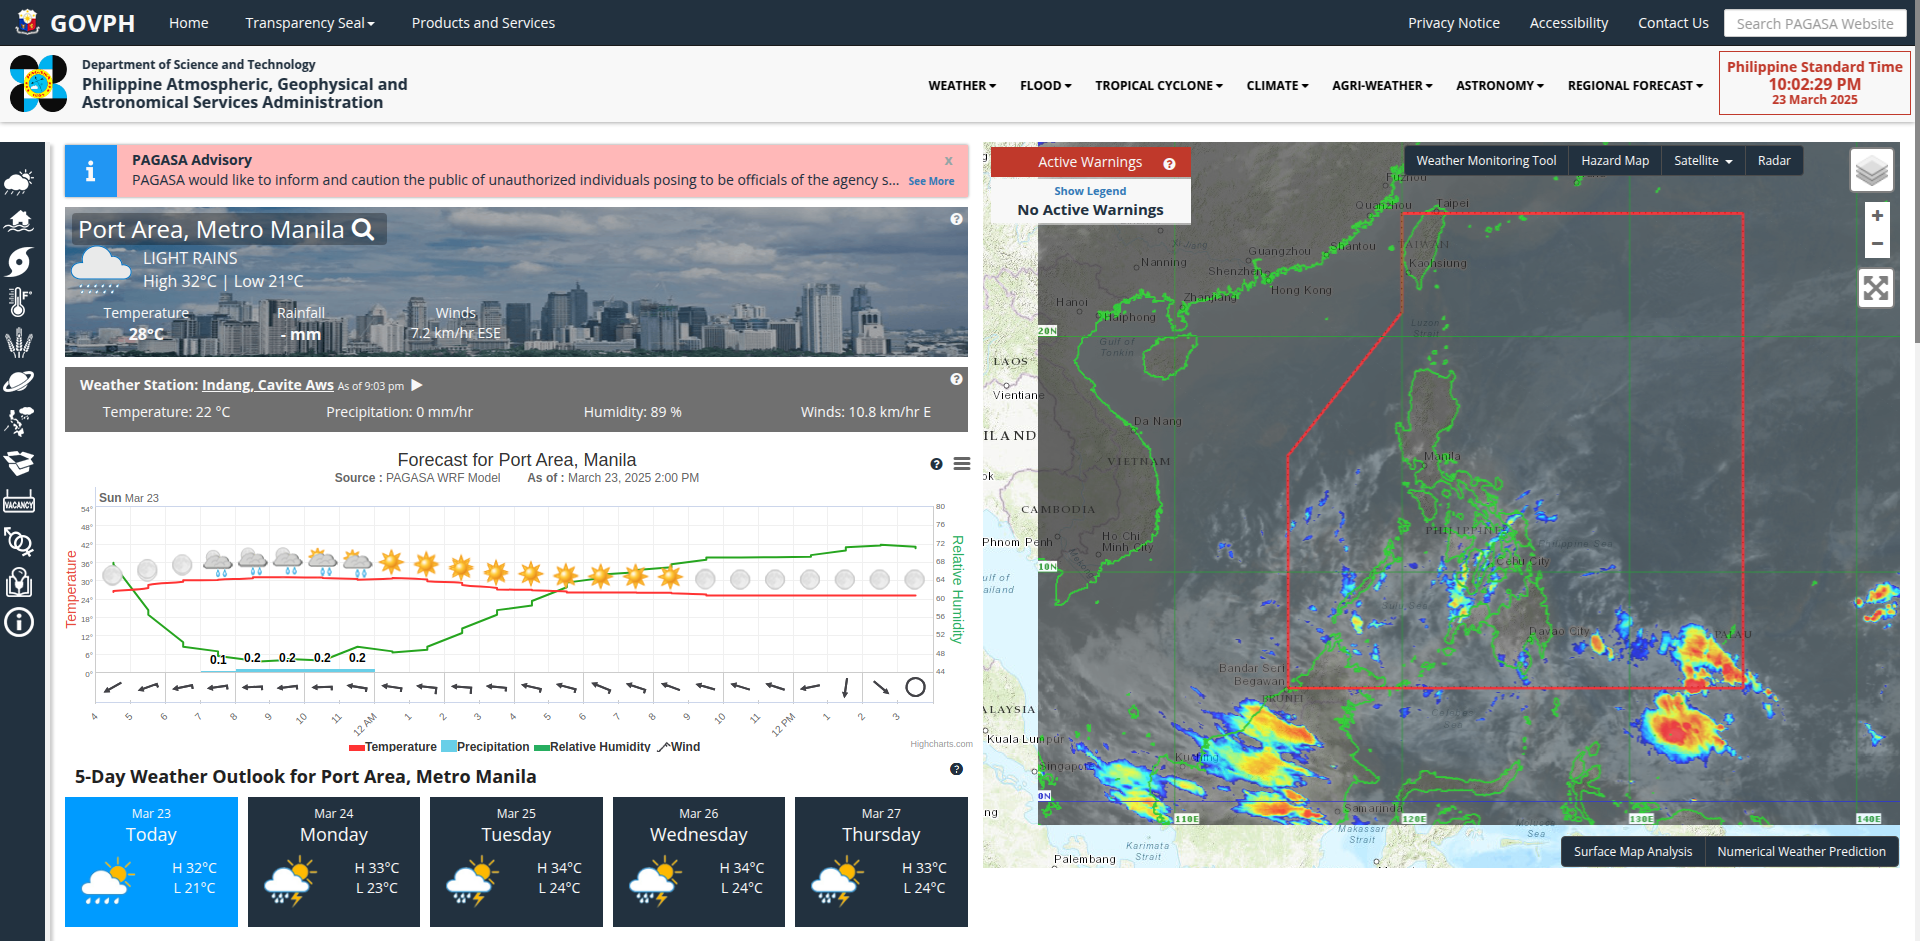 GOVPH
Home
Transparency Seal
Products and Services
Privacy Notice
Accessibility
Contact Us
Search PAGASA Website
Department of Science and Technology
Philippine Atmospheric, Geophysical and
Astronomical Services Administration
WEATHER
FLOOD
TROPICAL CYCLONE
CLIMATE
AGRI-WEATHER
ASTRONOMY
REGIONAL FORECAST
Philippine Standard Time
10:02:29 PM
23 March 2025
PAGASA Advisory
x
PAGASA would like to inform and caution the public of unauthorized individuals posing to be officials of the agency s... See More
Port Area, Metro Manila
LIGHT RAINS
High 32°C | Low 21°C
Temperature
28°C
Rainfall
- mm
Winds
7.2 km/hr ESE
Weather Station: Indang, Cavite Aws As of 9:03 pm
Temperature: 22 °C
Precipitation: 0 mm/hr
Humidity: 89 %
Winds: 10.8 km/hr E
Forecast for Port Area, Manila
Source : PAGASA WRF Model As of : March 23, 2025 2:00 PM
Sun Mar 23
54°
48°
42°
36°
30°
24°
18°
12°
6°
0°
Temperature
80
76
72
68
64
60
56
52
48
44
Relative Humidity
0.1
0.2
0.2
0.2
0.2
4
5
6
7
8
9
10
11
12 AM
1
2
3
4
5
6
7
8
9
10
11
12 PM
1
2
3
Temperature
Precipitation
Relative Humidity
Wind
Highcharts.com
5-Day Weather Outlook for Port Area, Metro Manila
Mar 23
Today
H 32°C
L 21°C
Mar 24
Monday
H 33°C
L 23°C
Mar 25
Tuesday
H 34°C
L 24°C
Mar 26
Wednesday
H 34°C
L 24°C
Mar 27
Thursday
H 33°C
L 24°C
VACANCY
Active Warnings
Show Legend
No Active Warnings
Weather Monitoring Tool
Hazard Map
Satellite
Radar
+
−
Fuzhou
Quanzhou
Taipei
Shantou
TAIWAN
Kaohsiung
Guangzhou
Shenzhen
Hong Kong
Nanning
Zhanjiang
Hanoi
Haiphong
Gulf of
Tonkin
Luzon
Strait
20N
LAOS
Vientiane
Da Nang
ILAND
VIETNAM
Manila
CAMBODIA
Phnom Penh
Ho Chi
Minh City
PHILIPPINES
Philippine Sea
Cebu City
10N
ulf of
ailand
Sulu Sea
Davao City
PALAU
Bandar Seri
Begawan
BRUNEI
ALAYSIA
Kuala Lumpur
Kuching
Singapore
0N
110E
120E
130E
140E
Samarinda
Makassar
Strait
Karimata
Strait
Sea
Palembang
ng
Surface Map Analysis
Numerical Weather Prediction